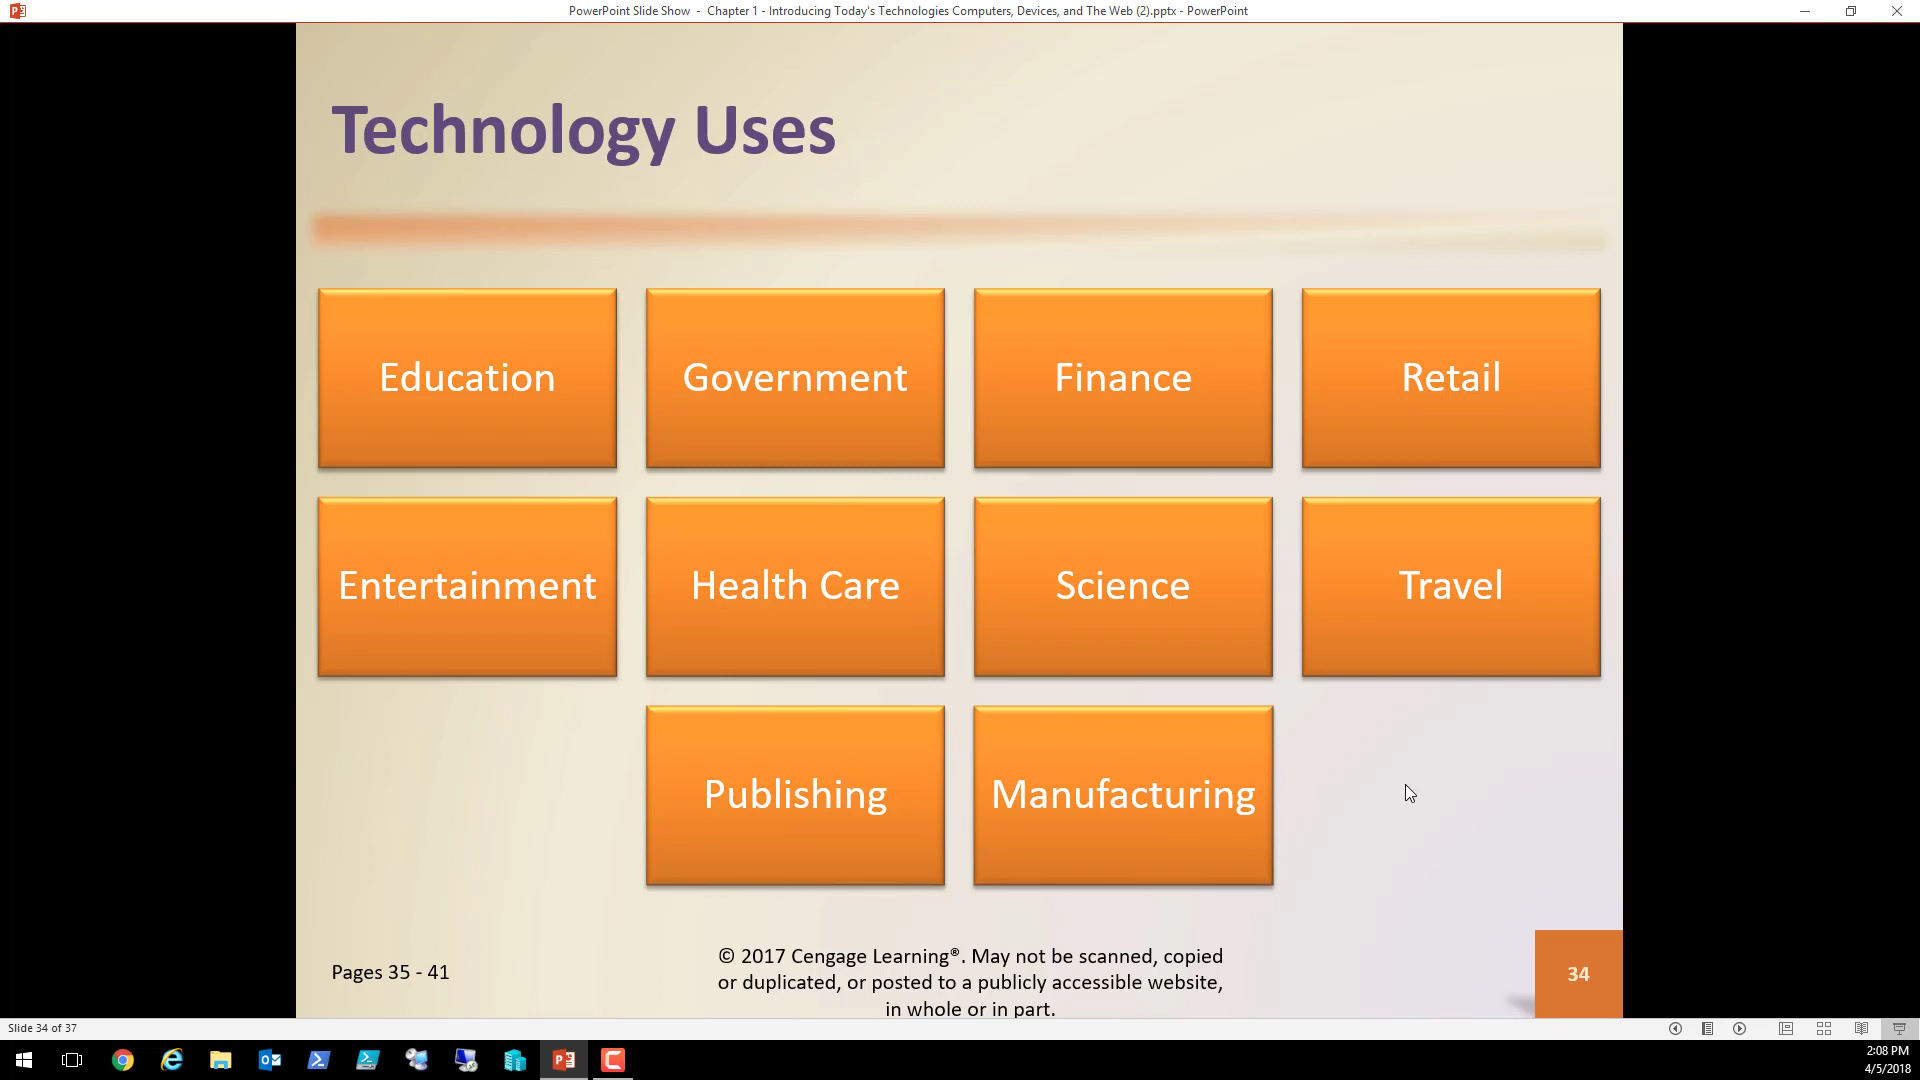 PowerPoint Slide Show - Chapter 1 - Introducing Today's Technologies Computers, Devices, and The Web (2).pptx - PowerPoint
Technology Uses
Education
Government
Finance
Retail
Entertainment
Health Care
Science
Travel
Publishing
Manufacturing
Pages 35 - 41
© 2017 Cengage Learning®. May not be scanned, copied
or duplicated, or posted to a publicly accessible website,
in whole or in part.
34
Slide 34 of 37
2:08 PM
4/5/2018